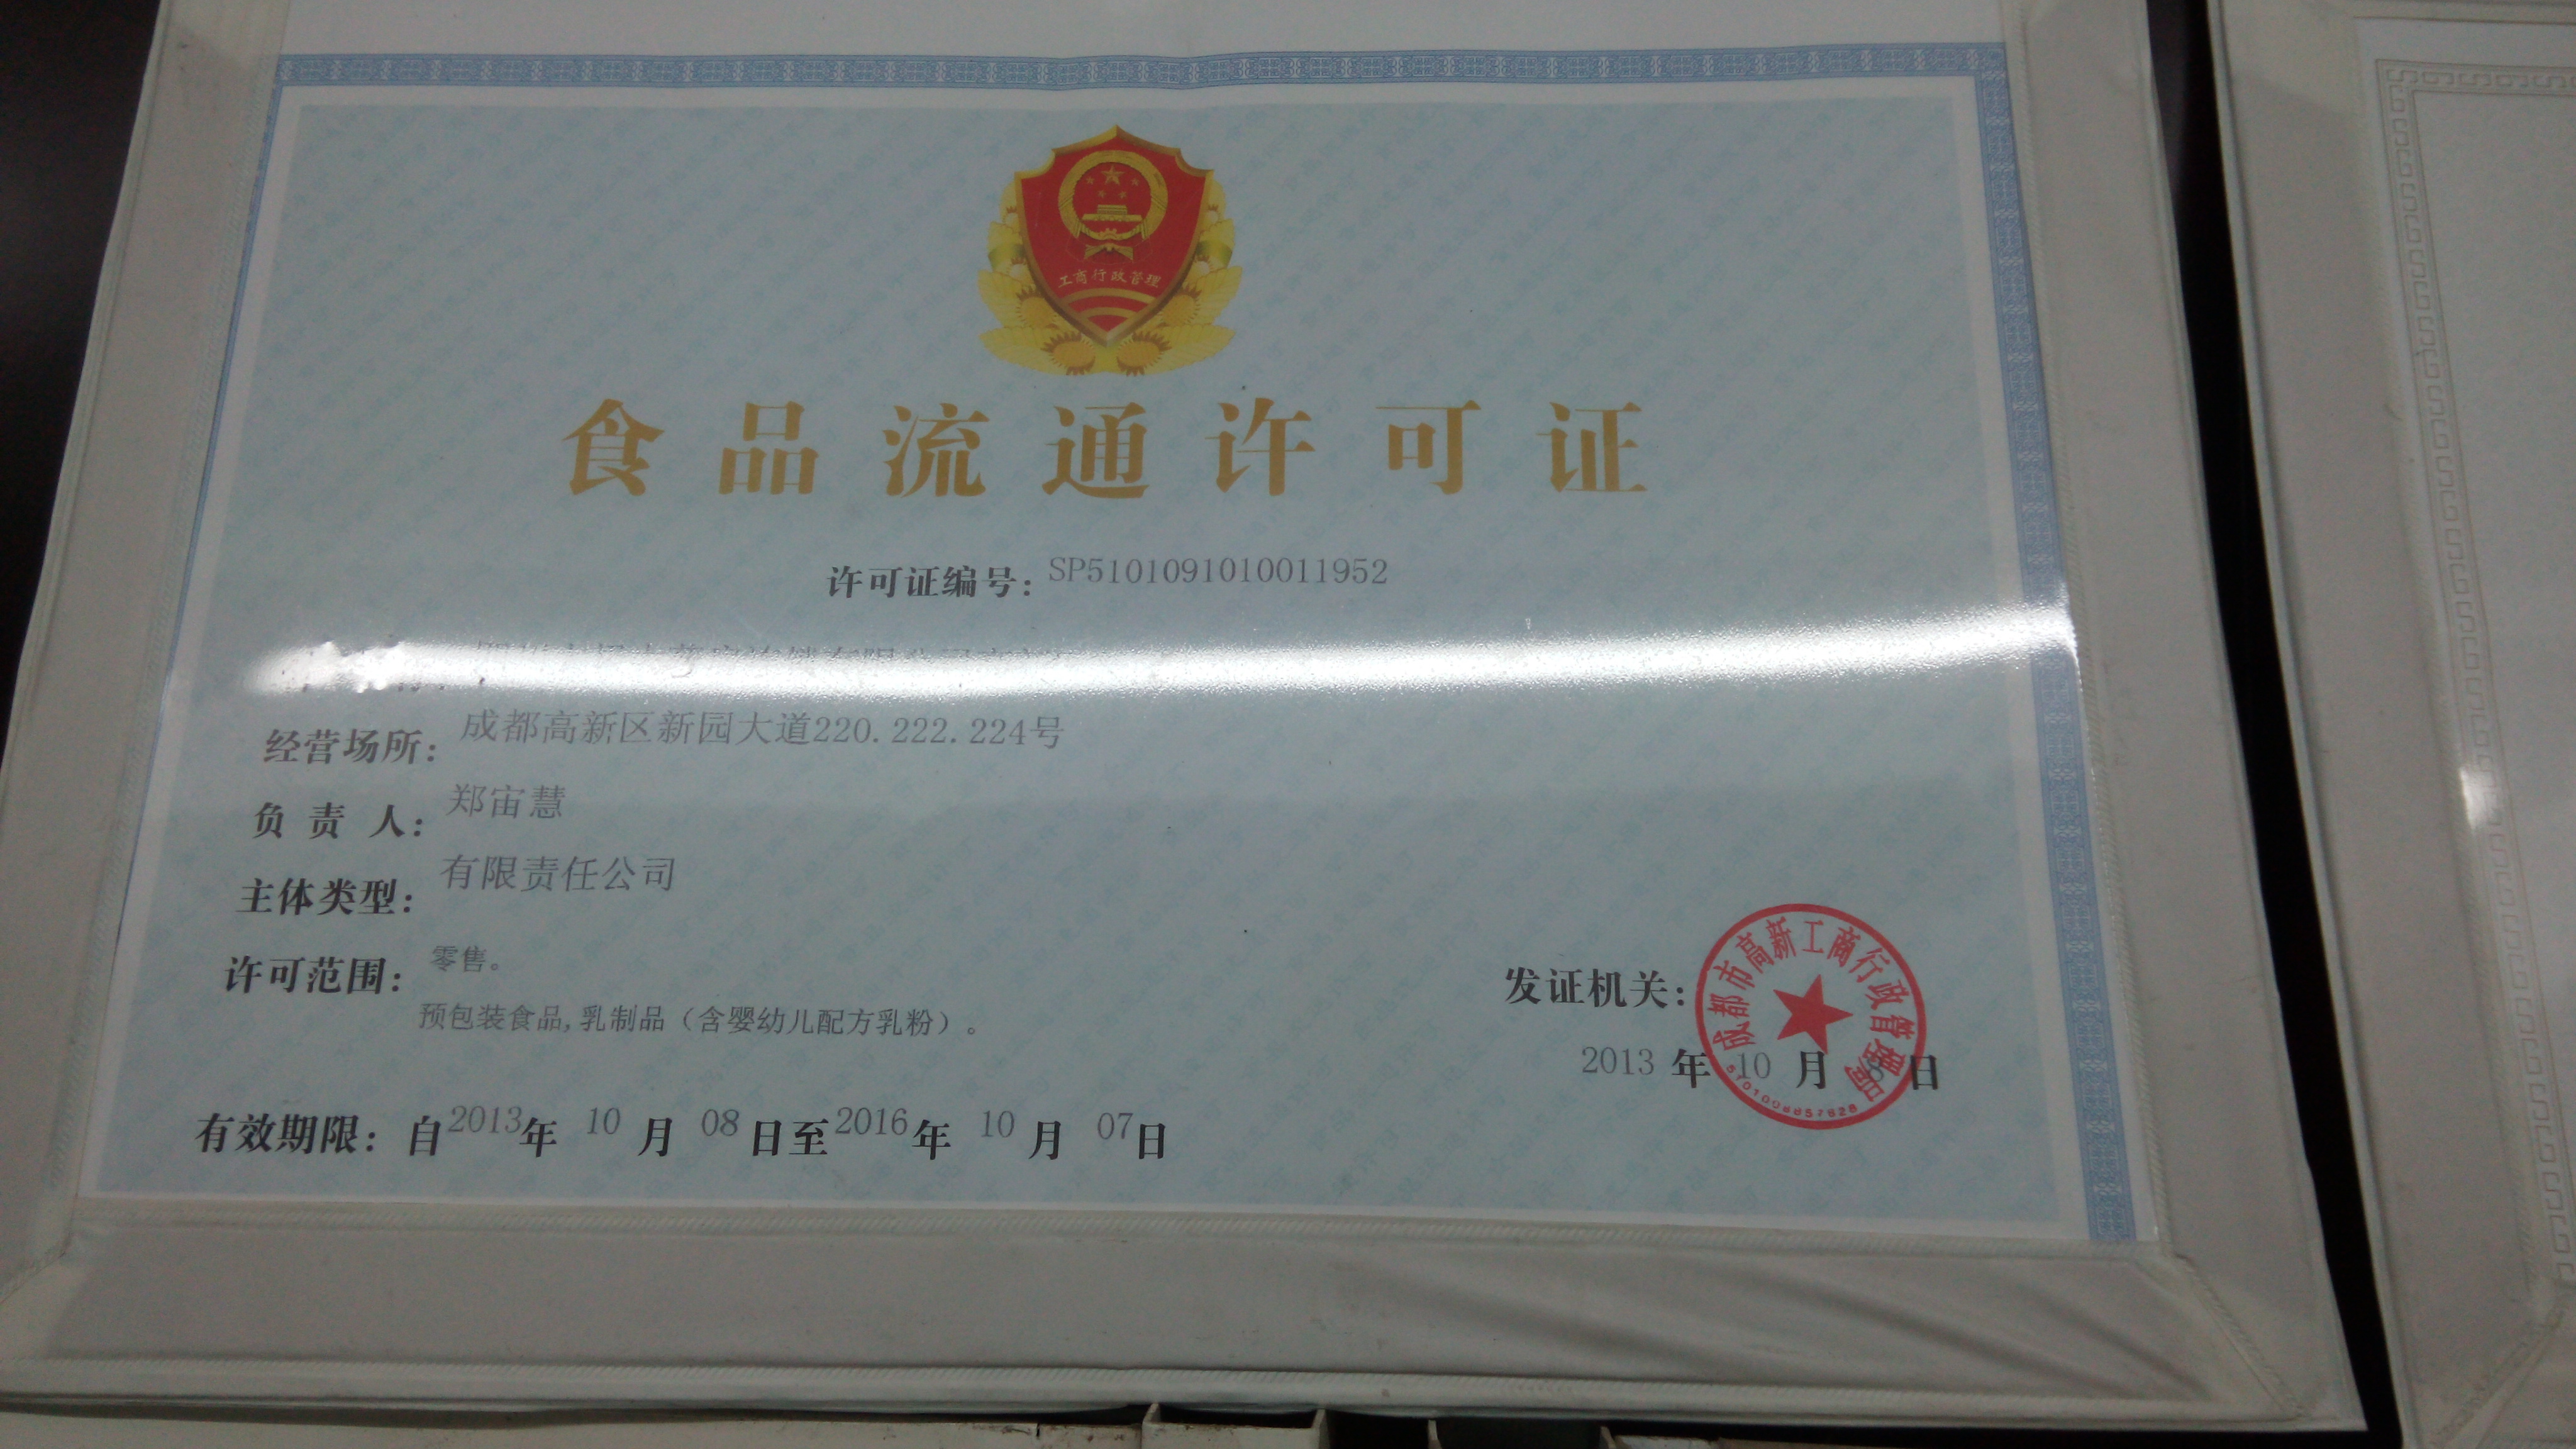 工商行政管理
食品流通许可证
许可证编号：SP5101091010011952
经营场所：成都高新区新园大道220.222.224号
负责人：郑宙慧
主体类型：有限责任公司
许可范围：零售。
预包装食品,乳制品（含婴幼儿配方乳粉）。
发证机关：
成都市高新工商行政管理局
2013年10月8日
有效期限：自2013年10月08日至2016年10月07日